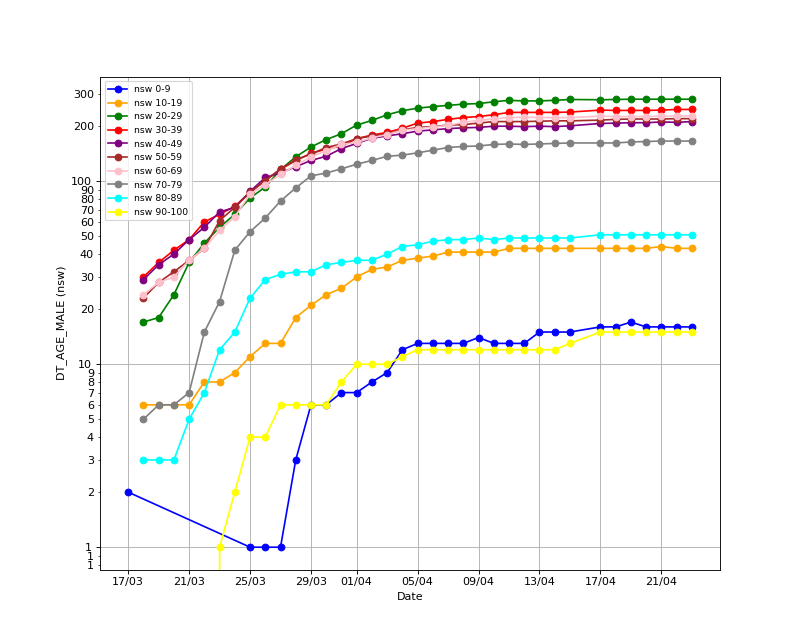 nsw 0-9
nsw 10-19
nsw 20-29
nsw 30-39
nsw 40-49
nsw 50-59
nsw 60-69
nsw 70-79
nsw 80-89
nsw 90-100
300
200
100
90
80
70
60
50
40
30
20
10
9
8
7
6
5
4
3
2
1
1
1
DT_AGE_MALE (nsw)
17/03 21/03 25/03 29/03 01/04 05/04 09/04 13/04 17/04 21/04
Date